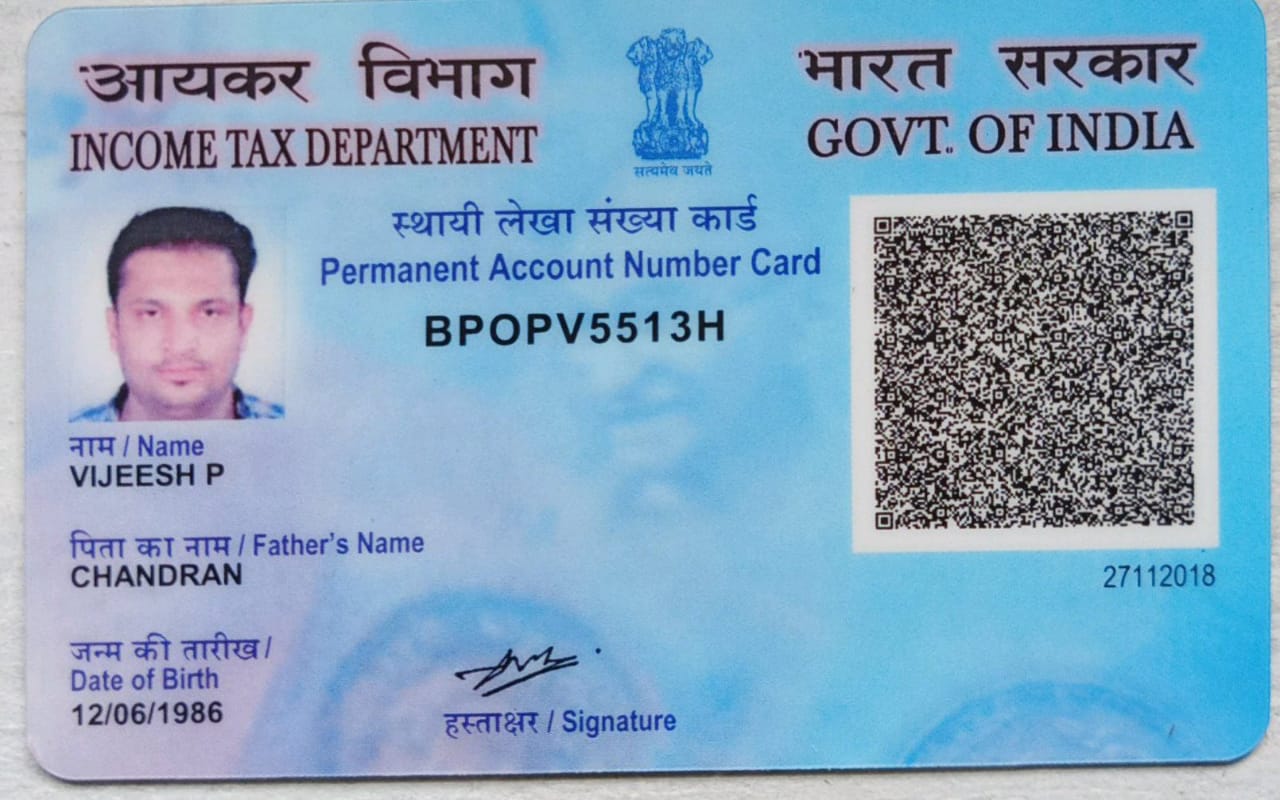 आयकर विभाग
INCOME TAX DEPARTMENT
सत्यमेव जयते
भारत सरकार
GOVT. OF INDIA
स्थायी लेखा संख्या कार्ड
Permanent Account Number Card
BPOPV5513H
नाम / Name
VIJEESH P
पिता का नाम / Father's Name
CHANDRAN
जन्म की तारीख /
Date of Birth
12/06/1986
हस्ताक्षर / Signature
27112018